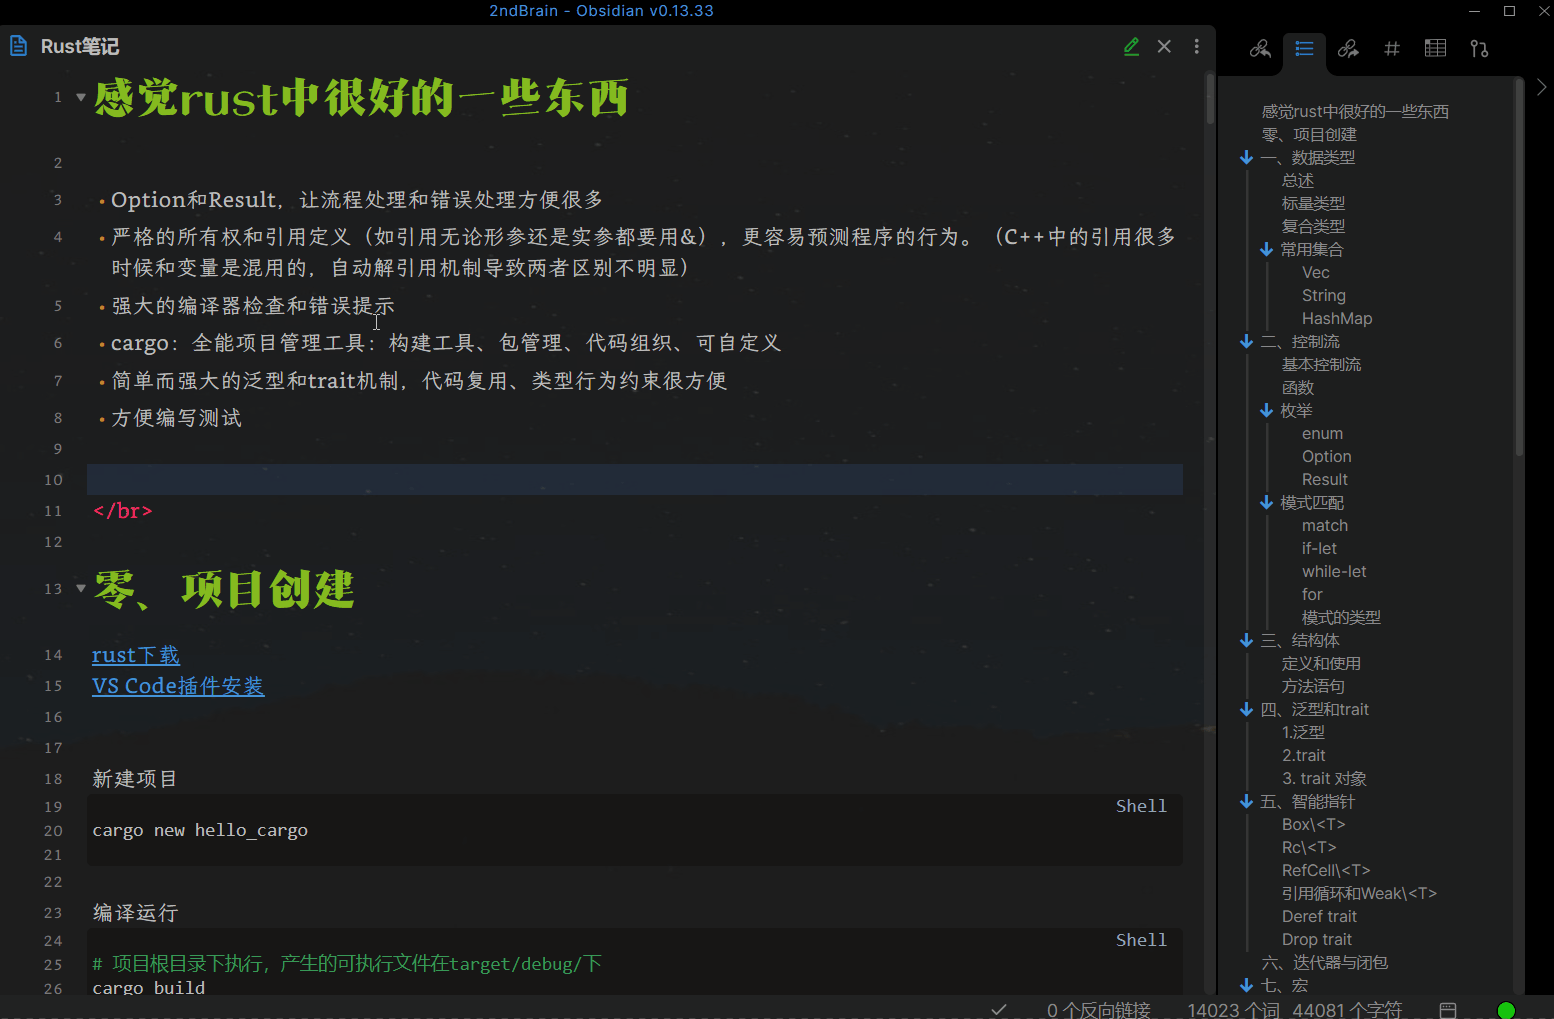 2ndBrain - Obsidian v0.13.33
Rust笔记
1 感觉rust中很好的一些东西
2
3 • Option和Result，让流程处理和错误处理方便很多
4 • 严格的所有权和引用定义（如引用无论形参还是实参都要用&），更容易预测程序的行为。（C++中的引用很多
时候和变量是混用的，自动解引用机制导致两者区别不明显）
5 • 强大的编译器检查和错误提示
6 • cargo：全能项目管理工具：构建工具、包管理、代码组织、可自定义
7 • 简单而强大的泛型和trait机制，代码复用、类型行为约束很方便
8 • 方便编写测试
9
10
11 </br>
12
13 零、项目创建
14 rust下载
15 VS Code插件安装
16
17
18 新建项目
19 Shell
20 cargo new hello_cargo
21
22
23 编译运行
24 Shell
25 # 项目根目录下执行，产生的可执行文件在target/debug/下
26 cargo build
感觉rust中很好的一些东西
零、项目创建
一、数据类型
总述
标量类型
复合类型
常用集合
Vec
String
HashMap
二、控制流
基本控制流
函数
枚举
enum
Option
Result
模式匹配
match
if-let
while-let
for
模式的类型
三、结构体
定义和使用
方法语句
四、泛型和trait
1.泛型
2.trait
3. trait 对象
五、智能指针
Box\<T>
Rc\<T>
RefCell\<T>
引用循环和Weak\<T>
Deref trait
Drop trait
六、迭代器与闭包
七、宏
0 个反向链接 14023 个词 44081 个字符